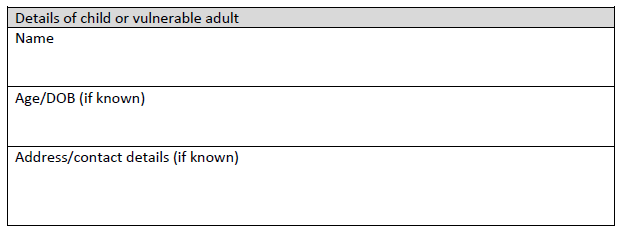 Details of child or vulnerable adult
Name
Age/DOB (if known)
Address/contact details (if known)